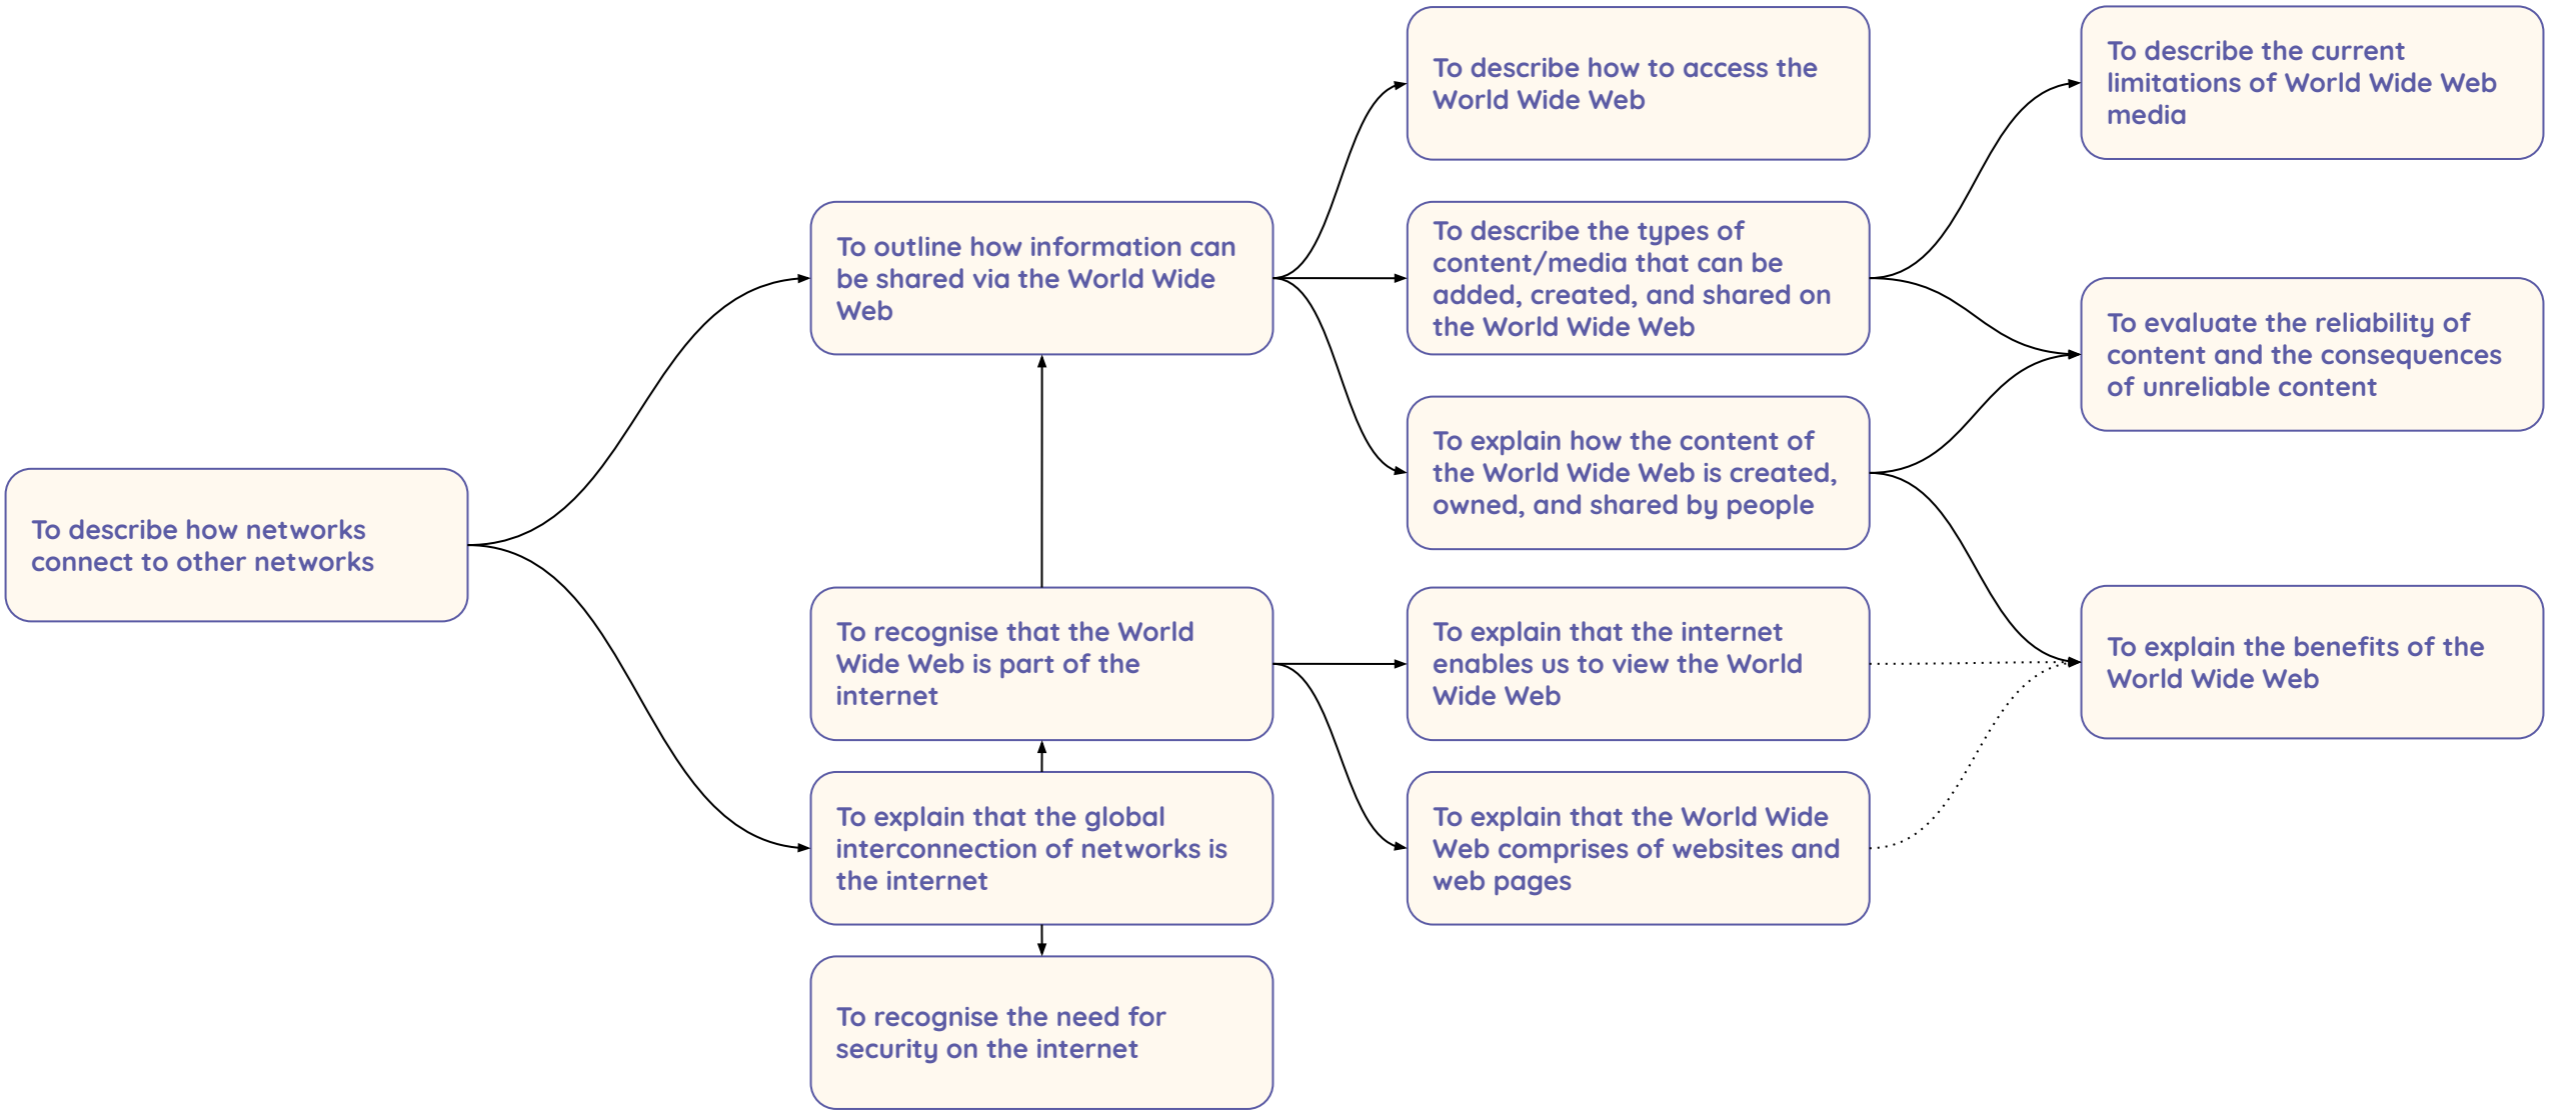 To describe how networks
connect to other networks
To outline how information can
be shared via the World Wide
Web
To recognise that the World
Wide Web is part of the
internet
To explain that the global
interconnection of networks is
the internet
To recognise the need for
security on the internet
To describe how to access the
World Wide Web
To describe the types of
content/media that can be
added, created, and shared on
the World Wide Web
To explain how the content of
the World Wide Web is created,
owned, and shared by people
To explain that the internet
enables us to view the World
Wide Web
To explain that the World Wide
Web comprises of websites and
web pages
To describe the current
limitations of World Wide Web
media
To evaluate the reliability of
content and the consequences
of unreliable content
To explain the benefits of the
World Wide Web